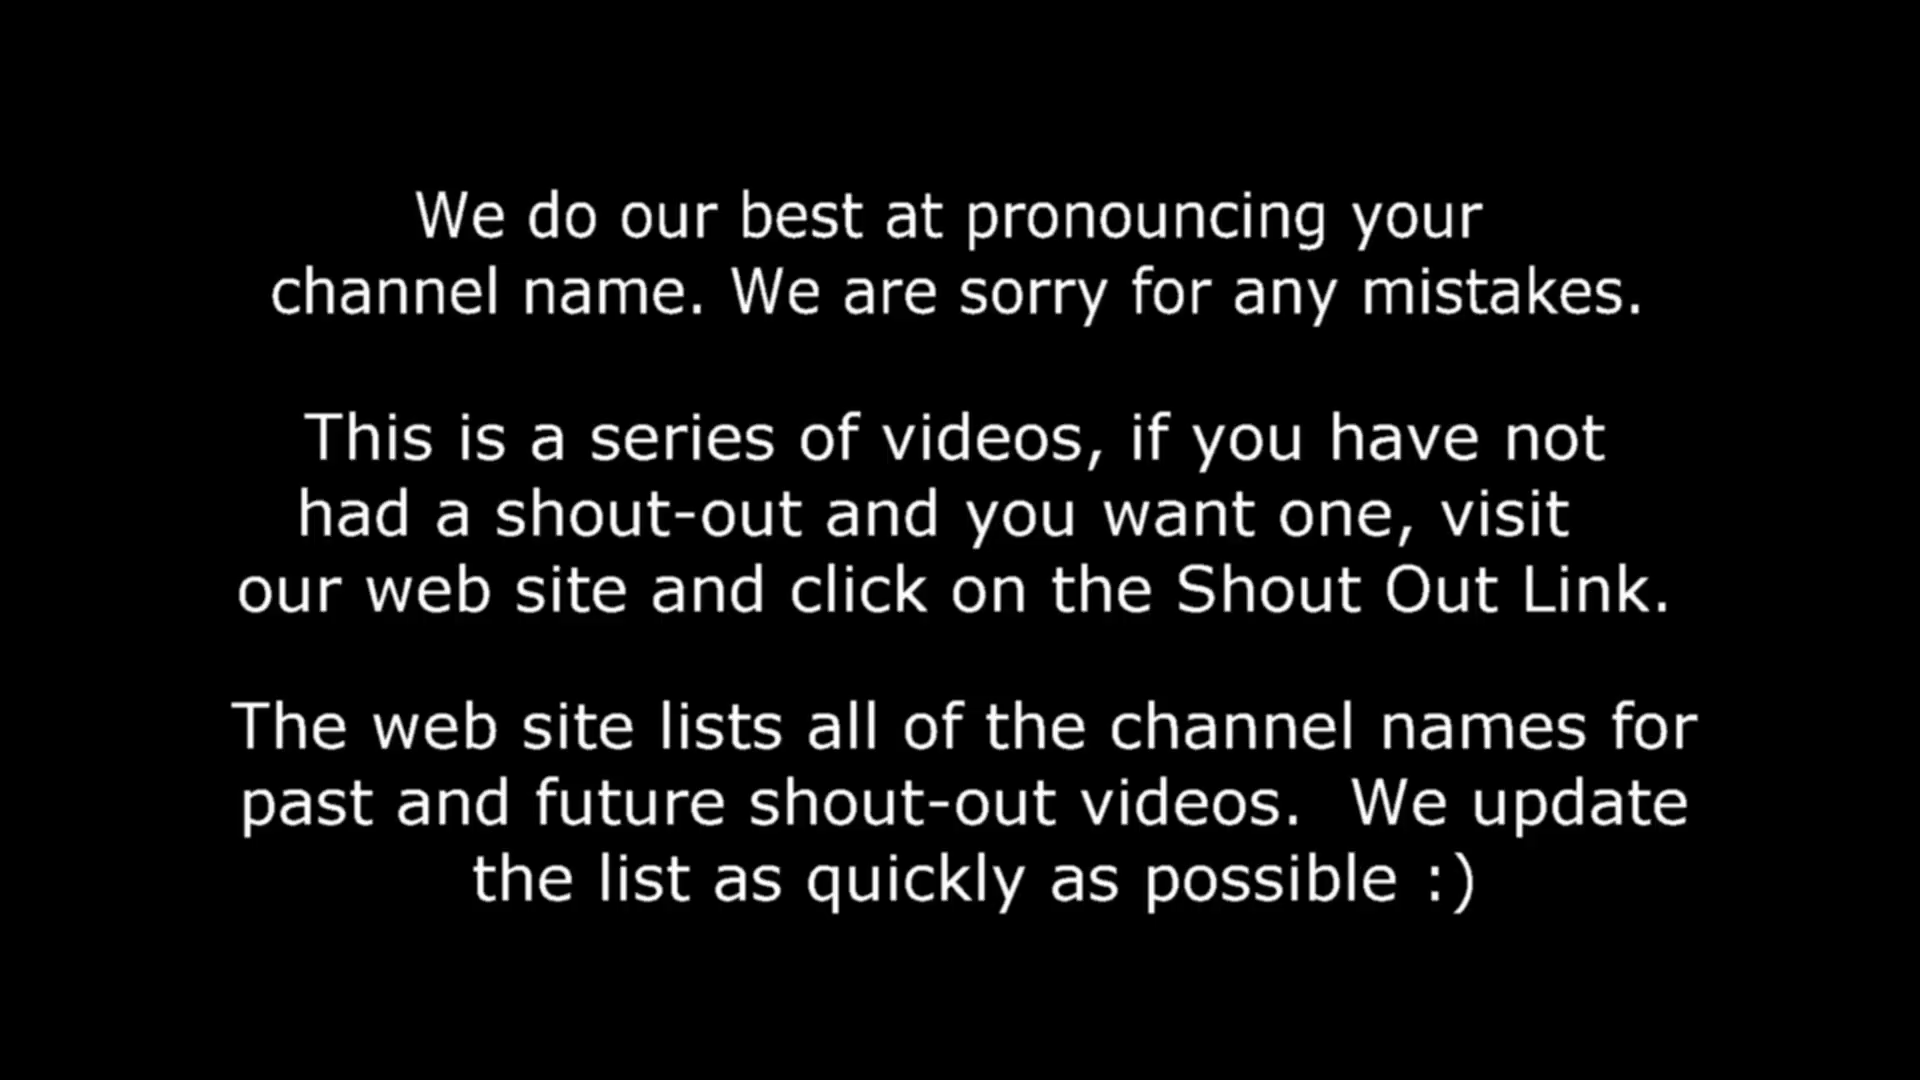 We do our best at pronouncing your
channel name. We are sorry for any mistakes.
This is a series of videos, if you have not
had a shout-out and you want one, visit
our web site and click on the Shout Out Link.
The web site lists all of the channel names for
past and future shout-out videos.  We update
the list as quickly as possible :)